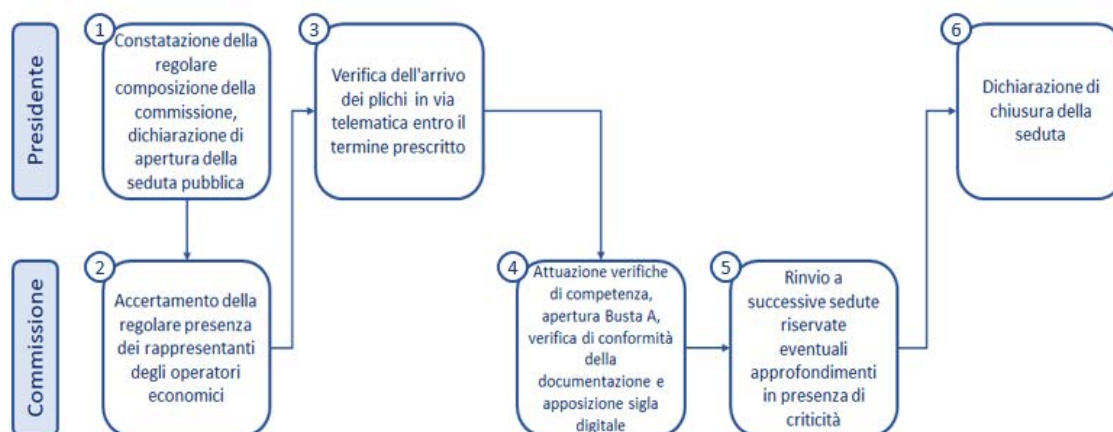 Presidente
1
Constatazione della
regolare
composizione della
commissione,
dichiarazione di
apertura della
seduta pubblica
3
Verifica dell'arrivo
dei plichi in via
telematica entro il
termine prescritto
6
Dichiarazione di
chiusura della
seduta
Commissione
2
Accertamento della
regolare presenza
dei rappresentanti
degli operatori
economici
4
Attuazione verifiche
di competenza,
apertura Busta A,
verifica di conformità
della
documentazione e
apposizione sigla
digitale
5
Rinvio a
successive sedute
riservate
eventuali
approfondimenti
in presenza di
criticità